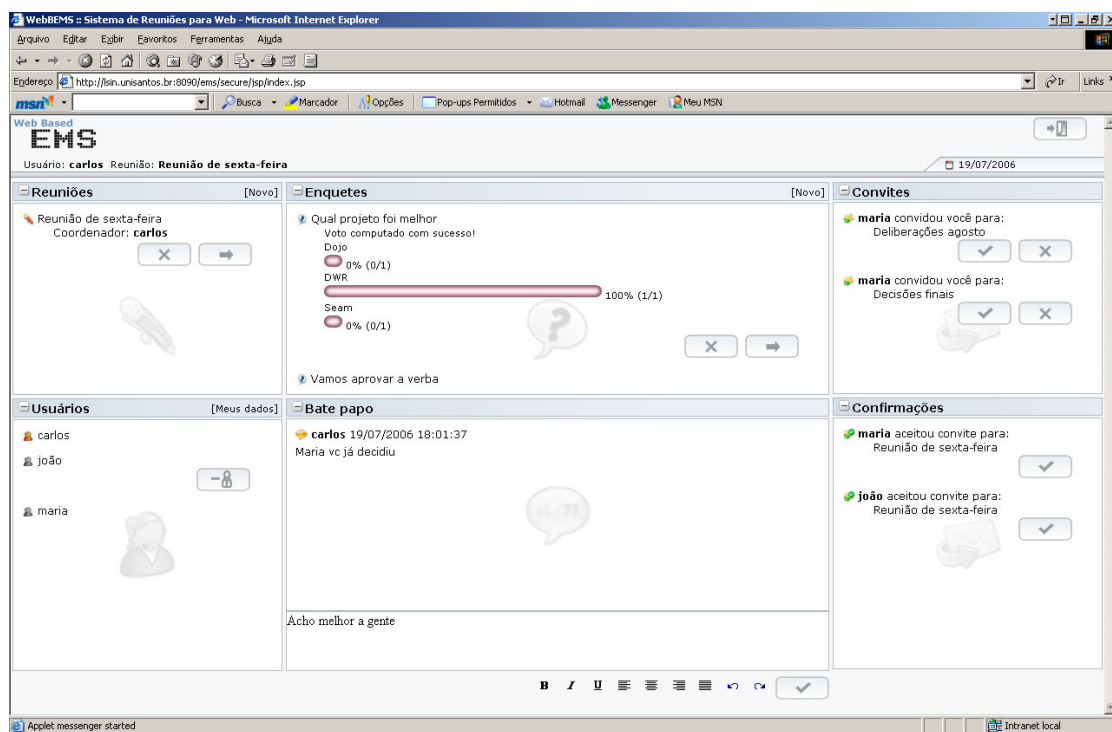 WebBEMS :: Sistema de Reuniões para Web - Microsoft Internet Explorer
Arquivo Editar Exibir Favoritos Ferramentas Ajuda
Endereço http://lsin.unisantos.br:8090/ems/secure/jsp/index.jsp Ir Links
msn Busca Marcador Opções Pop-ups Permitidos Hotmail Messenger Meu MSN
Web Based
EMS
Usuário: carlos Reunião: Reunião de sexta-feira
19/07/2006
Reuniões [Novo]
Reunião de sexta-feira
Coordenador: carlos
Enquetes [Novo]
Qual projeto foi melhor
Voto computado com sucesso!
Dojo
0% (0/1)
DWR
100% (1/1)
Seam
0% (0/1)
Vamos aprovar a verba
Convites
maria convidou você para:
Deliberações agosto
maria convidou você para:
Decisões finais
Usuários [Meus dados]
carlos
joão
maria
Bate papo
carlos 19/07/2006 18:01:37
Maria vc já decidiu
Acho melhor a gente
B I U
Confirmações
maria aceitou convite para:
Reunião de sexta-feira
joão aceitou convite para:
Reunião de sexta-feira
Applet messenger started
Intranet local